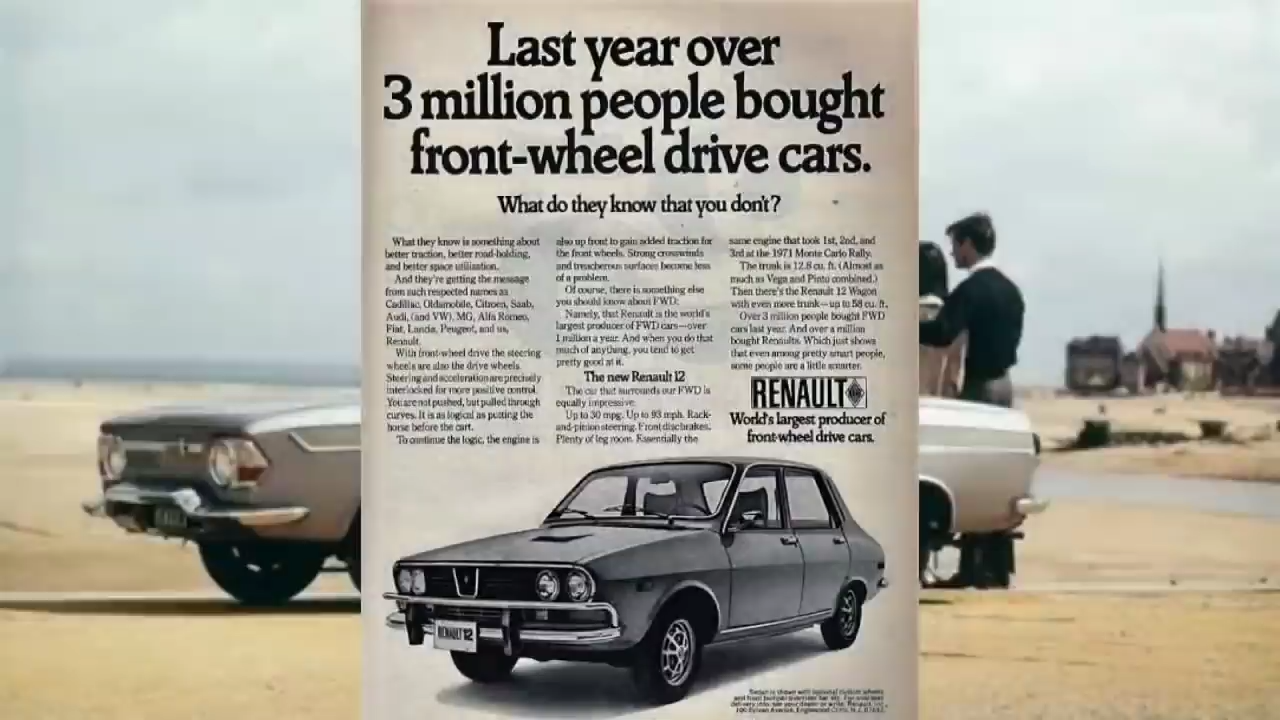 Last year over
3 million people bought
front-wheel drive cars.
What do they know that you don't?
What they know is something about
better traction, better road-holding,
and better space utilization.
And they're getting the message
from such respected names as
Cadillac, Oldsmobile, Citroen, Saab,
Audi, (and VW), MG, Alfa Romeo,
Fiat, Lancia, Peugeot, and us,
Renault.
With front-wheel drive the steering
wheels are also the drive wheels.
Steering and acceleration are precisely
interlocked for more positive control.
You are not pushed, but pulled through
curves. It is as logical as putting the
horse before the cart.
To continue the logic, the engine is
also up front to gain added traction for
the front wheels. Strong crosswinds
and treacherous surfaces become less
of a problem.
Of course, there is something else
you should know about FWD:
Namely, that Renault is the world's
largest producer of FWD cars—over
1 million a year. And when you do that
much of anything, you tend to get
pretty good at it.
The new Renault 12
The car that surrounds our FWD is
equally impressive.
Up to 30 mpg. Up to 93 mph. Rack-
and-pinion steering. Front disc brakes.
Plenty of leg room. Essentially the
same engine that took 1st, 2nd, and
3rd at the 1971 Monte Carlo Rally.
The trunk is 12.8 cu. ft. (Almost as
much as Vega and Pinto combined.)
Then there's the Renault 12 Wagon
with even more trunk—up to 58 cu. ft.
Over 3 million people bought FWD
cars last year. And over a million
bought Renaults. Which just shows
that even among pretty smart people,
some people are a little smarter.
RENAULT
World's largest producer of
front-wheel drive cars.
RENAULT 12
Sedan is shown with optional custom wheels